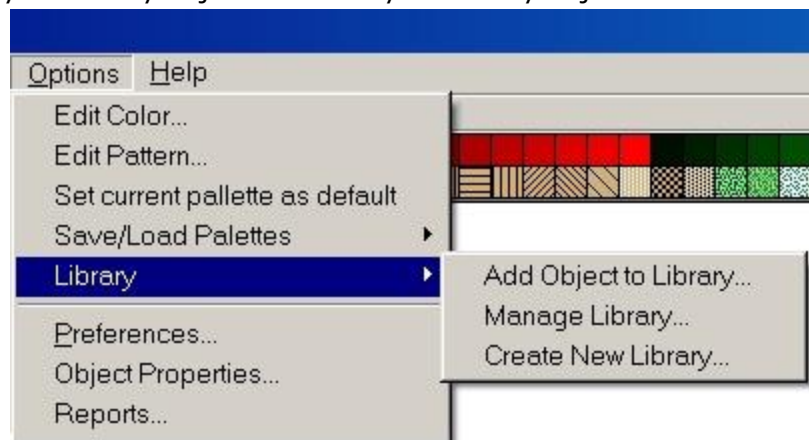 Options Help
Edit Color...
Edit Pattern...
Set current pallette as default
Save/Load Palettes
Library
Add Object to Library...
Manage Library...
Create New Library...
Preferences...
Object Properties...
Reports...